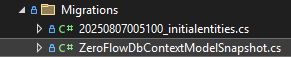 Migrations
C# 20250807005100_initialentities.cs
C# ZeroFlowDbContextModelSnapshot.cs